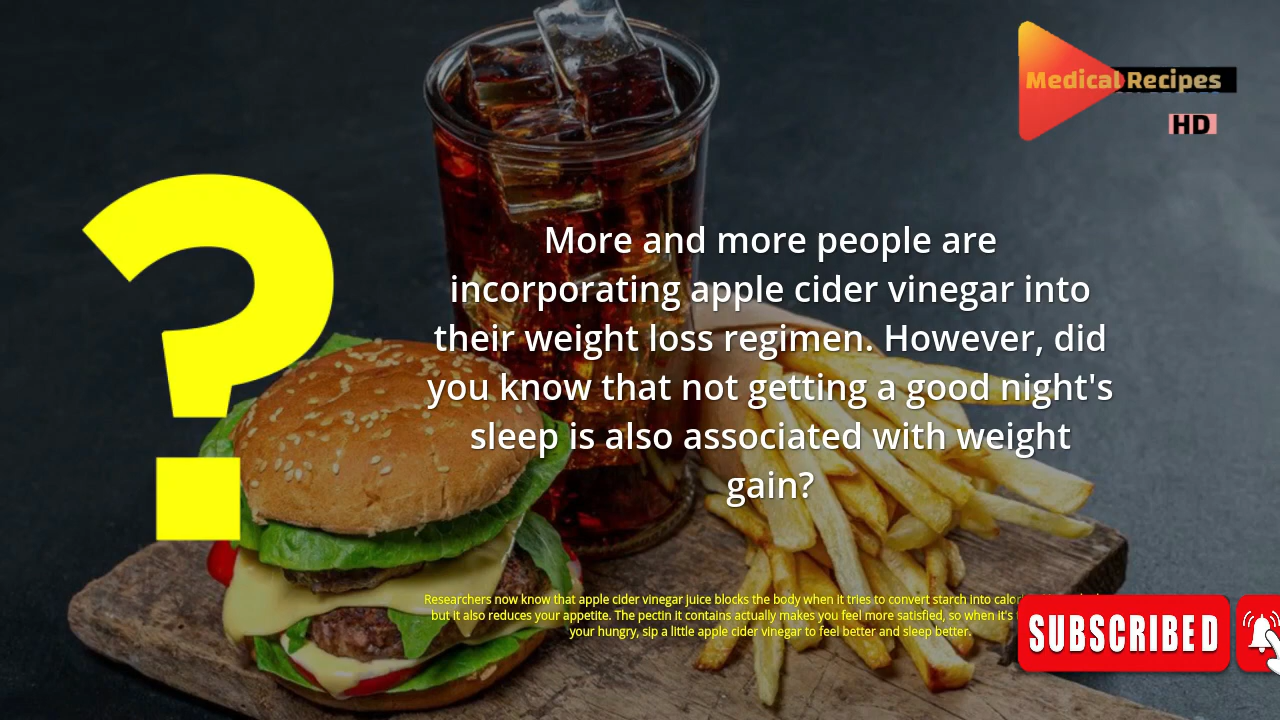 Medical Recipes
HD
?
More and more people are
incorporating apple cider vinegar into
their weight loss regimen. However, did
you know that not getting a good night's
sleep is also associated with weight
gain?
Researchers now know that apple cider vinegar juice blocks the body when it tries to convert starch into
but it also reduces your appetite. The pectin it contains actually makes you feel more satisfied, so when it's
your hungry, sip a little apple cider vinegar to feel better and sleep better.
SUBSCRIBED